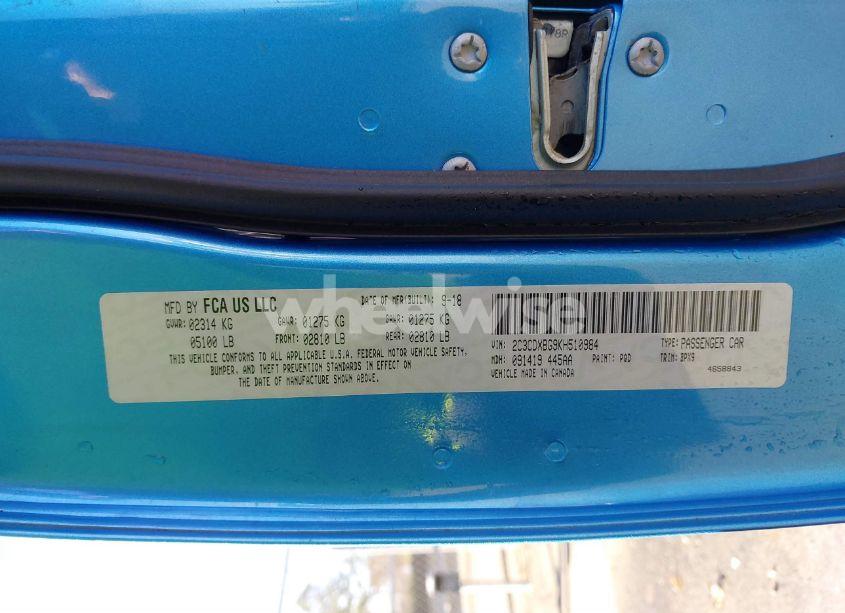 18R
MFD BY FCA US LLC
DATE OF MFR(BUILT): 9-18
GVWR: 02314 KG
GAWR: 01275 KG
GAWR: 01275 KG
05100 LB
FRONT: 02810 LB
REAR: 02810 LB
THIS VEHICLE CONFORMS TO ALL APPLICABLE U.S.A. FEDERAL MOTOR VEHICLE SAFETY,
BUMPER, AND THEFT PREVENTION STANDARDS IN EFFECT ON
THE DATE OF MANUFACTURE SHOWN ABOVE.
VIN: 2C3CDXBG9KH510984
TYPE: PASSENGER CAR
MDH: 091419 445AA
PAINT: PQD
TRIM: BPX9
VEHICLE MADE IN CANADA
4658843
wheelwise